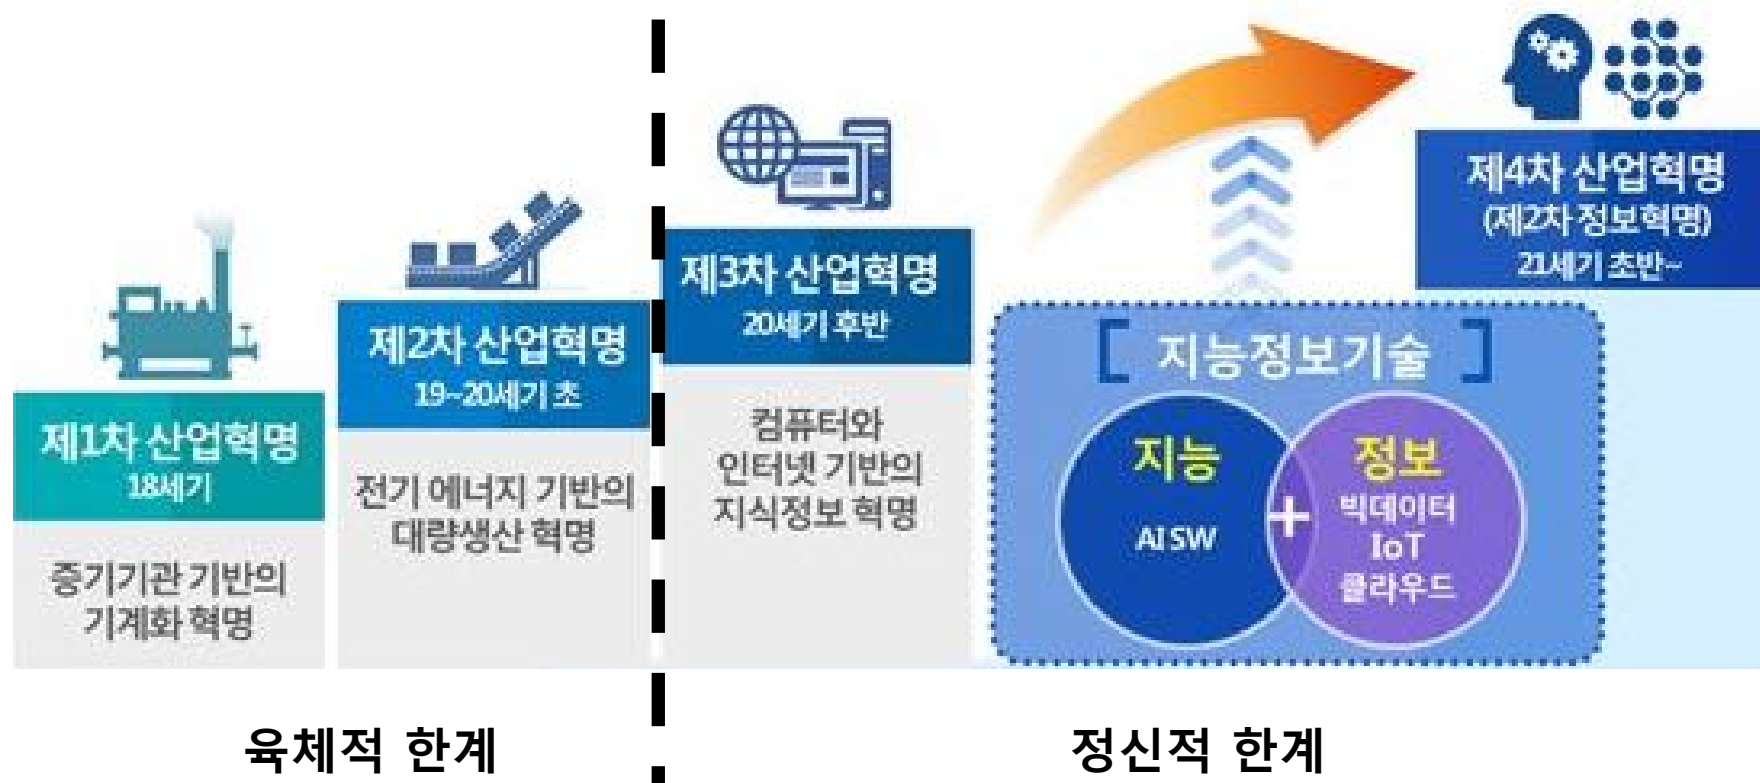 제1차 산업혁명
18세기
증기기관 기반의
기계화 혁명
제2차 산업혁명
19~20세기 초
전기 에너지 기반의
대량생산 혁명
제3차 산업혁명
20세기 후반
컴퓨터와
인터넷 기반의
지식정보 혁명
제4차 산업혁명
(제2차 정보혁명)
21세기 초반~
[ 지능정보기술 ]
지능
AI SW
+
정보
빅데이터
IoT
클라우드
육체적 한계
정신적 한계